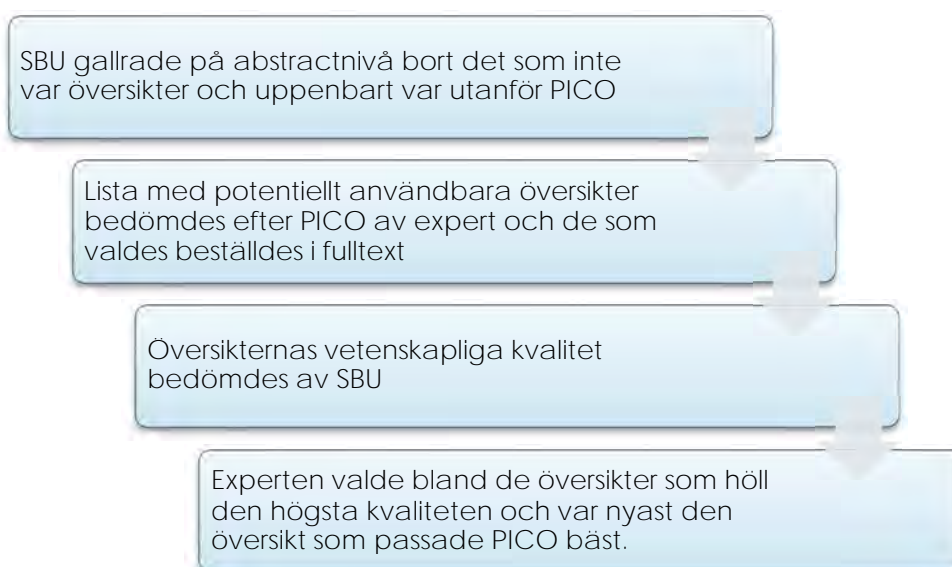 SBU gallrade på abstractnivå bort det som inte
var översikter och uppenbart var utanför PICO
Lista med potentiellt användbara översikter
bedömdes efter PICO av expert och de som
valdes beställdes i fulltext
Översikternas vetenskapliga kvalitet
bedömdes av SBU
Experten valde bland de översikter som höll
den högsta kvaliteten och var nyast den
översikt som passade PICO bäst.